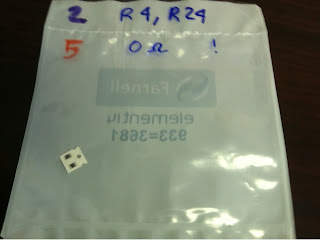 2 R4, R24
5 0Ω !
Farnell
element14
933=3681